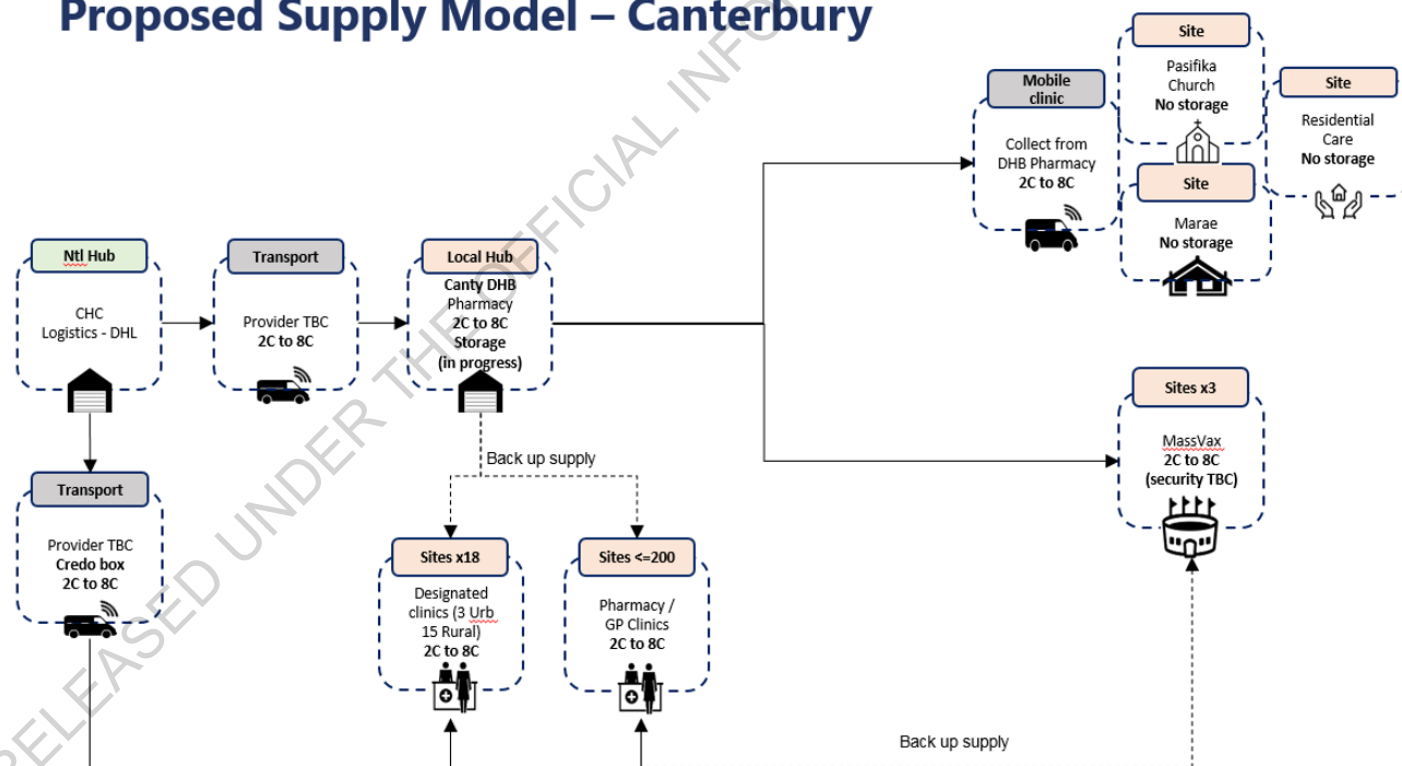 Proposed Supply Model – Canterbury
RELEASED UNDER THE OFFICIAL INFO
Ntl Hub
CHC
Logistics - DHL
Transport
Provider TBC
2C to 8C
Local Hub
Canty DHB
Pharmacy
2C to 8C
Storage
(in progress)
Mobile
clinic
Collect from
DHB Pharmacy
2C to 8C
Site
Pasifika
Church
No storage
Site
Residential
Care
No storage
Site
Marae
No storage
Sites x3
MassVax
2C to 8C
(security TBC)
Transport
Provider TBC
Credo box
2C to 8C
Back up supply
Sites x18
Designated
clinics (3 Urb
15 Rural)
2C to 8C
Sites <=200
Pharmacy /
GP Clinics
2C to 8C
Back up supply